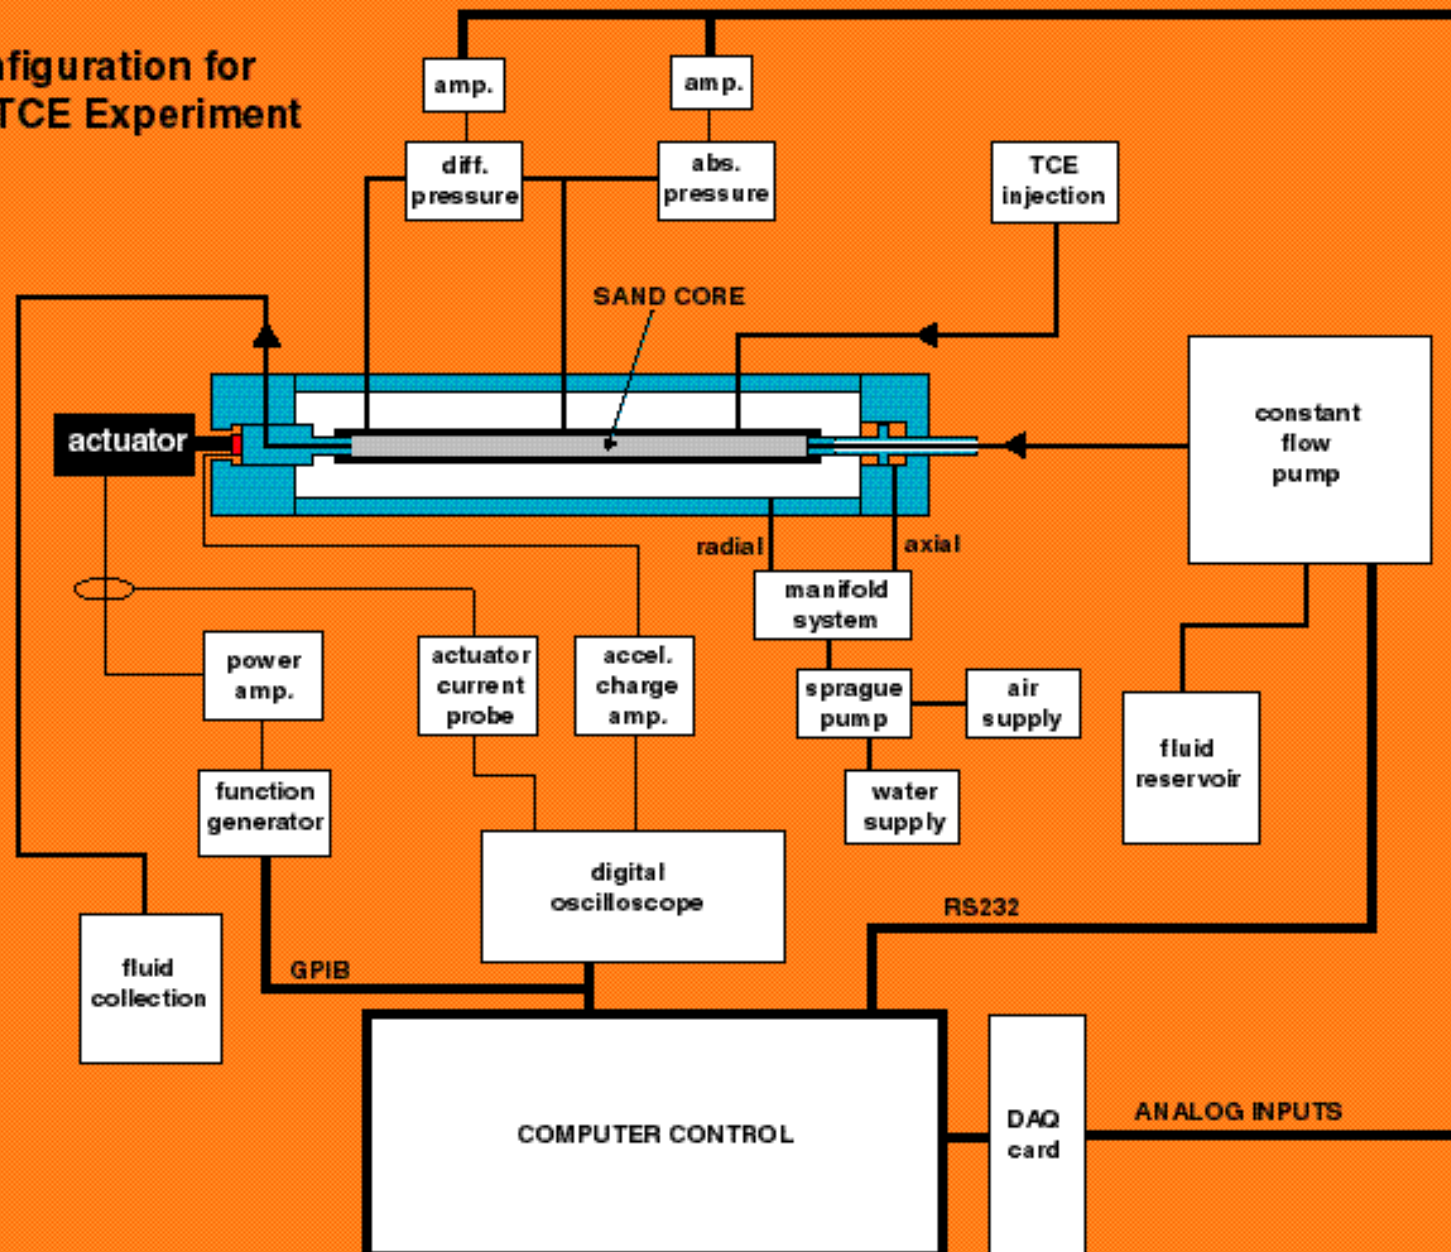 nfiguration for
TCE Experiment
amp.
amp.
diff.
pressure
abs.
pressure
TCE
injection
SAND CORE
actuator
constant
flow
pump
radial
axial
manifold
system
power
amp.
actuator
current
probe
accel.
charge
amp.
sprague
pump
air
supply
fluid
reservoir
function
generator
water
supply
digital
oscilloscope
RS232
fluid
collection
GPIB
COMPUTER CONTROL
DAQ
card
ANALOG INPUTS